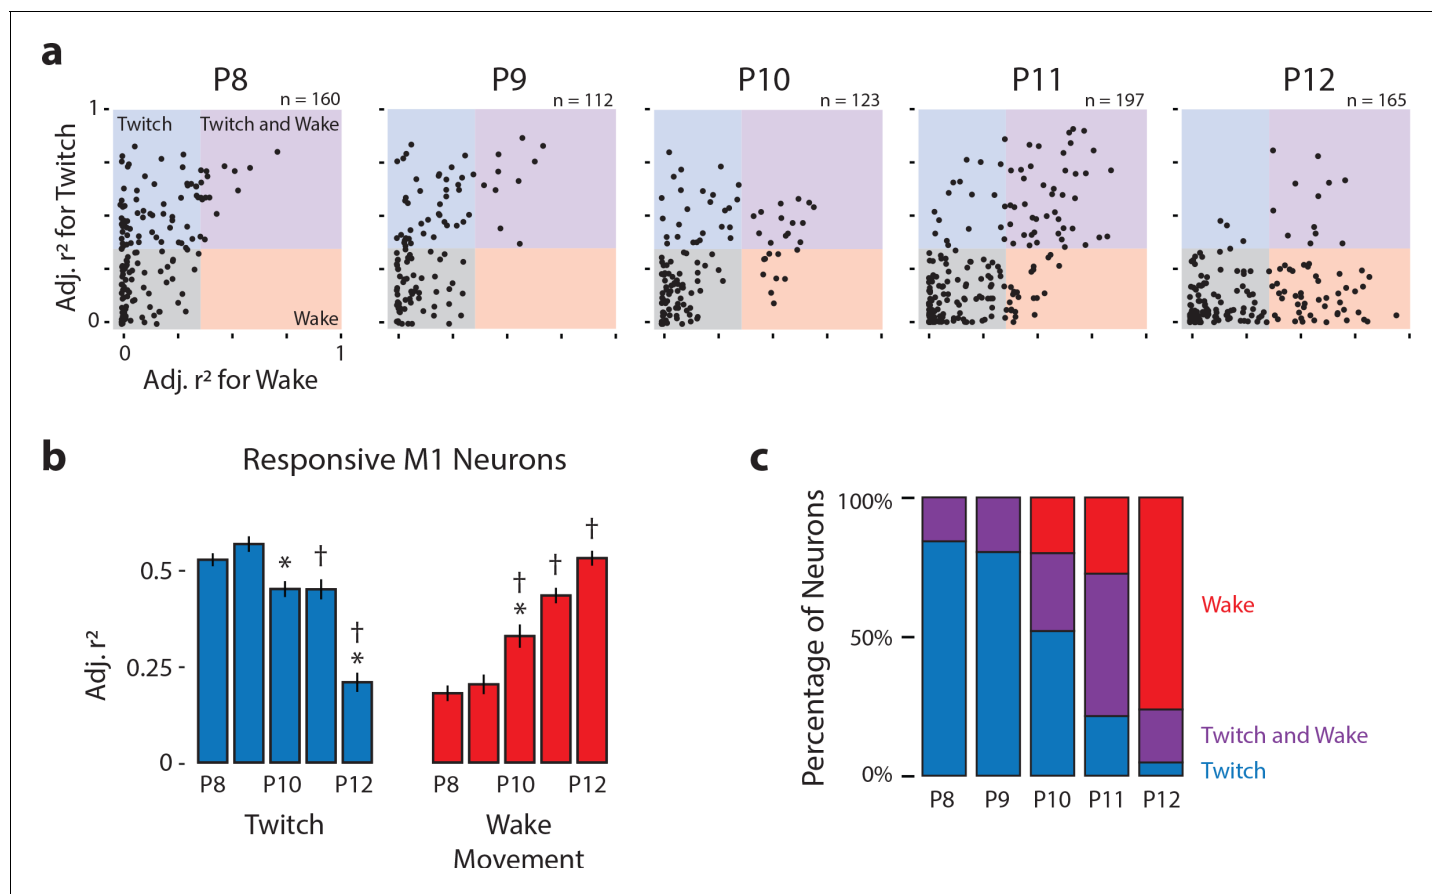 a
P8
P9
P10
P11
P12
n = 160
n = 112
n = 123
n = 197
n = 165
1
Twitch
Twitch and Wake
Adj. r² for Twitch
0
Wake
0
1
Adj. r² for Wake
b
Responsive M1 Neurons
* † † * † * † †
0.5
0.25
0
Adj. r²
P8 P10 P12
P8 P10 P12
Twitch
Wake
Movement
c
Percentage of Neurons
100%
50%
0%
Wake
Twitch and Wake
Twitch
P8 P9 P10 P11 P12